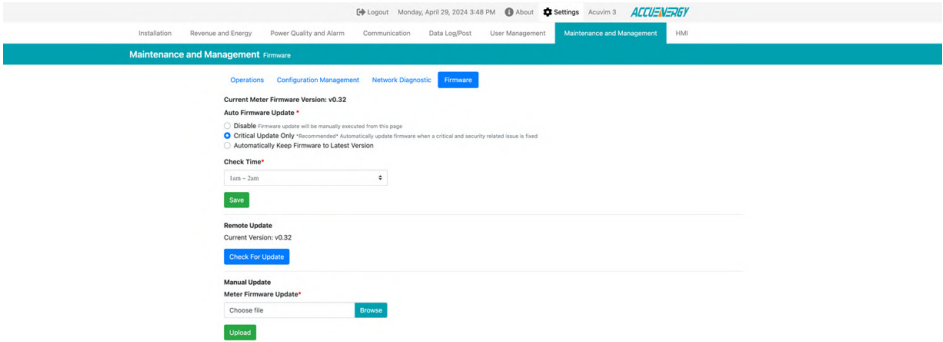 Logout Monday, April 29, 2024 3:48 PM About Settings Acuvim 3 ACCUENERGY
Installation Revenue and Energy Power Quality and Alarm Communication Data Log/Post User Management Maintenance and Management HMI
Maintenance and Management Firmware
Operations Configuration Management Network Diagnostic Firmware
Current Meter Firmware Version: v0.32
Auto Firmware Update *
Disable Firmware update will be manually executed from this page
Critical Update Only *Recommended* Automatically update firmware when a critical and security related issue is fixed
Automatically Keep Firmware to Latest Version
Check Time*
1am – 2am
Save
Remote Update
Current Version: v0.32
Check For Update
Manual Update
Meter Firmware Update*
Choose file Browse
Upload